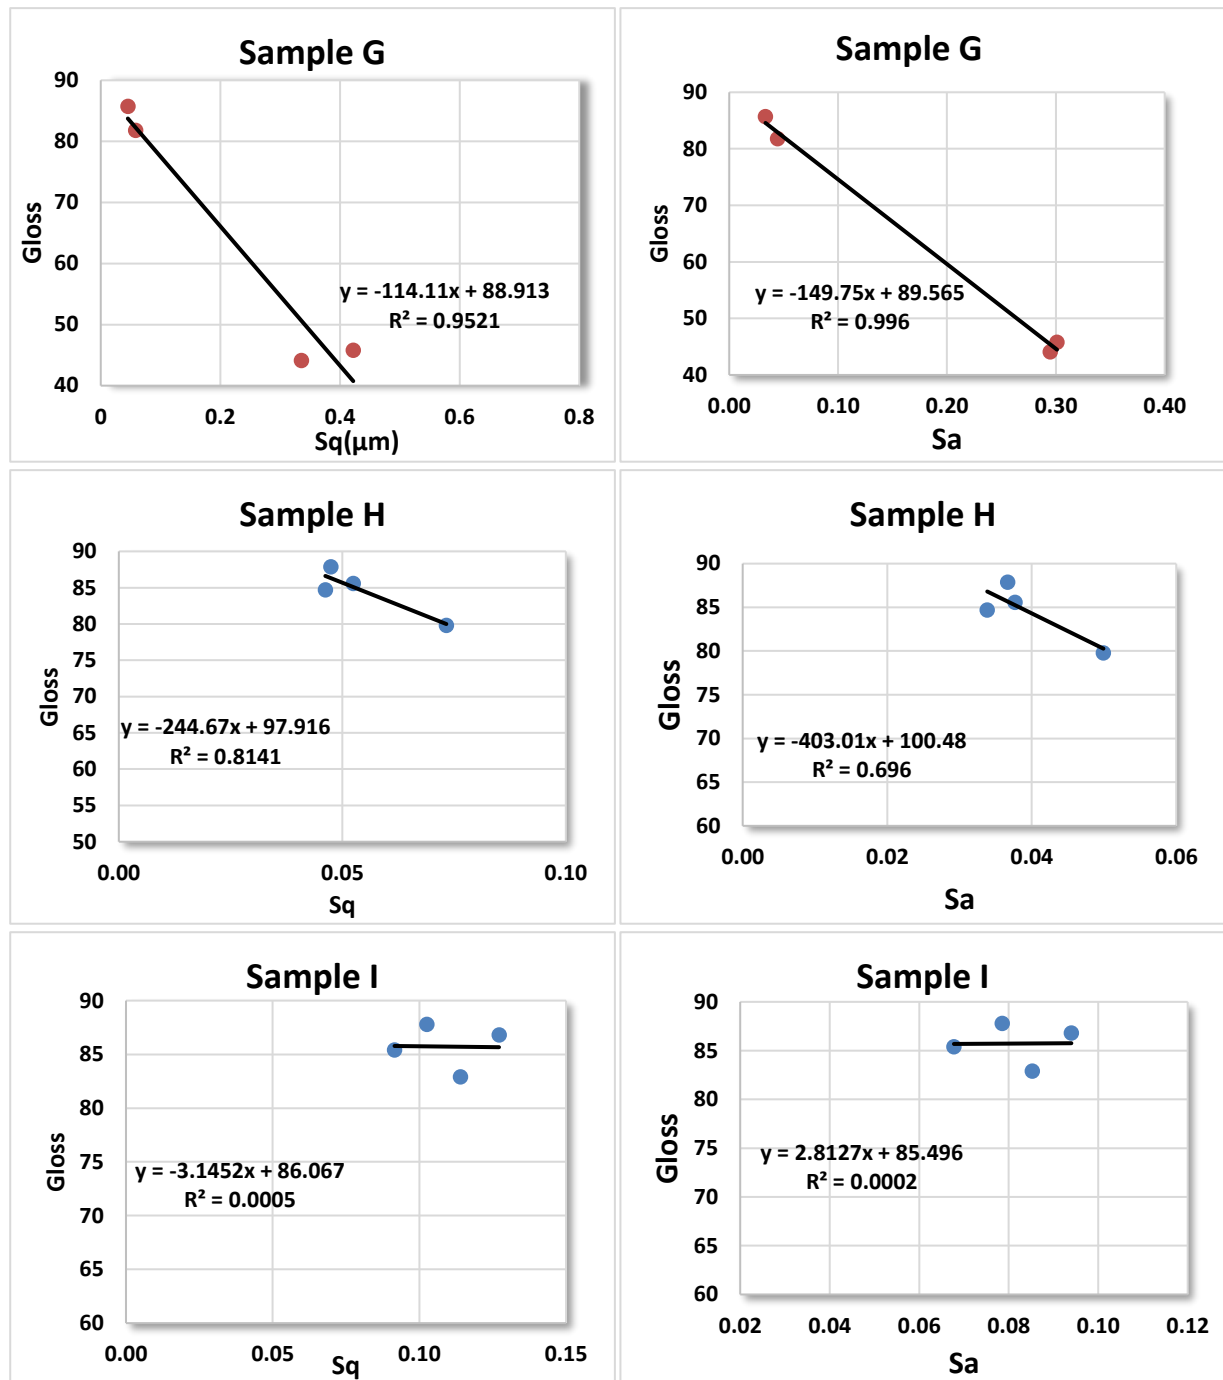 Sample G
90
80
70
60
50
40
Gloss
y = -114.11x + 88.913
R² = 0.9521
0 0.2 0.4 0.6 0.8
Sq(μm)
Sample G
90
80
70
60
50
40
Gloss
y = -149.75x + 89.565
R² = 0.996
0.00 0.10 0.20 0.30 0.40
Sa
Sample H
90
85
80
75
70
65
60
55
50
Gloss
y = -244.67x + 97.916
R² = 0.8141
0.00 0.05 0.10
Sq
Sample H
90
85
80
75
70
65
60
Gloss
y = -403.01x + 100.48
R² = 0.696
0.00 0.02 0.04 0.06
Sa
Sample I
90
85
80
75
70
65
60
Gloss
y = -3.1452x + 86.067
R² = 0.0005
0.00 0.05 0.10 0.15
Sq
Sample I
90
85
80
75
70
65
60
Gloss
y = 2.8127x + 85.496
R² = 0.0002
0.02 0.04 0.06 0.08 0.10 0.12
Sa